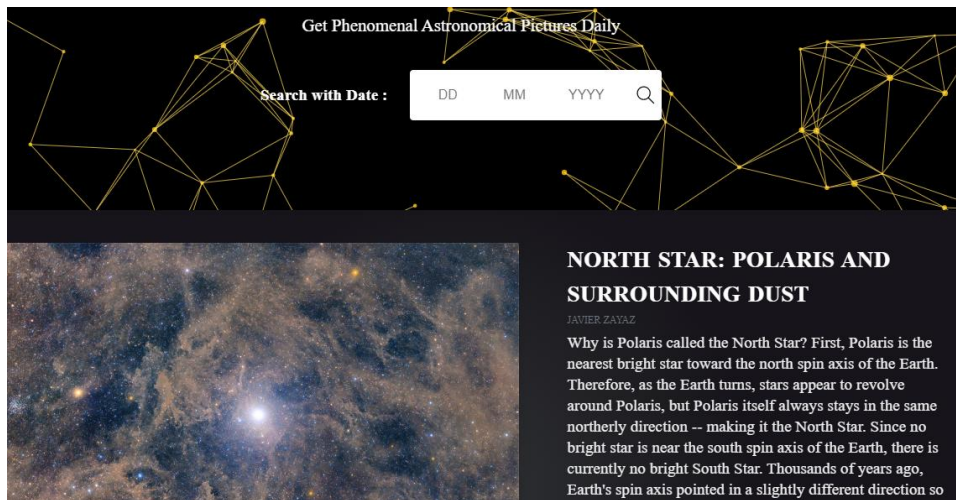 Get Phenomenal Astronomical Pictures Daily
Search with Date :
DD
MM
YYYY
NORTH STAR: POLARIS AND
SURROUNDING DUST
JAVIER ZAYAZ
Why is Polaris called the North Star? First, Polaris is the
nearest bright star toward the north spin axis of the Earth.
Therefore, as the Earth turns, stars appear to revolve
around Polaris, but Polaris itself always stays in the same
northerly direction -- making it the North Star. Since no
bright star is near the south spin axis of the Earth, there is
currently no bright South Star. Thousands of years ago,
Earth's spin axis pointed in a slightly different direction so